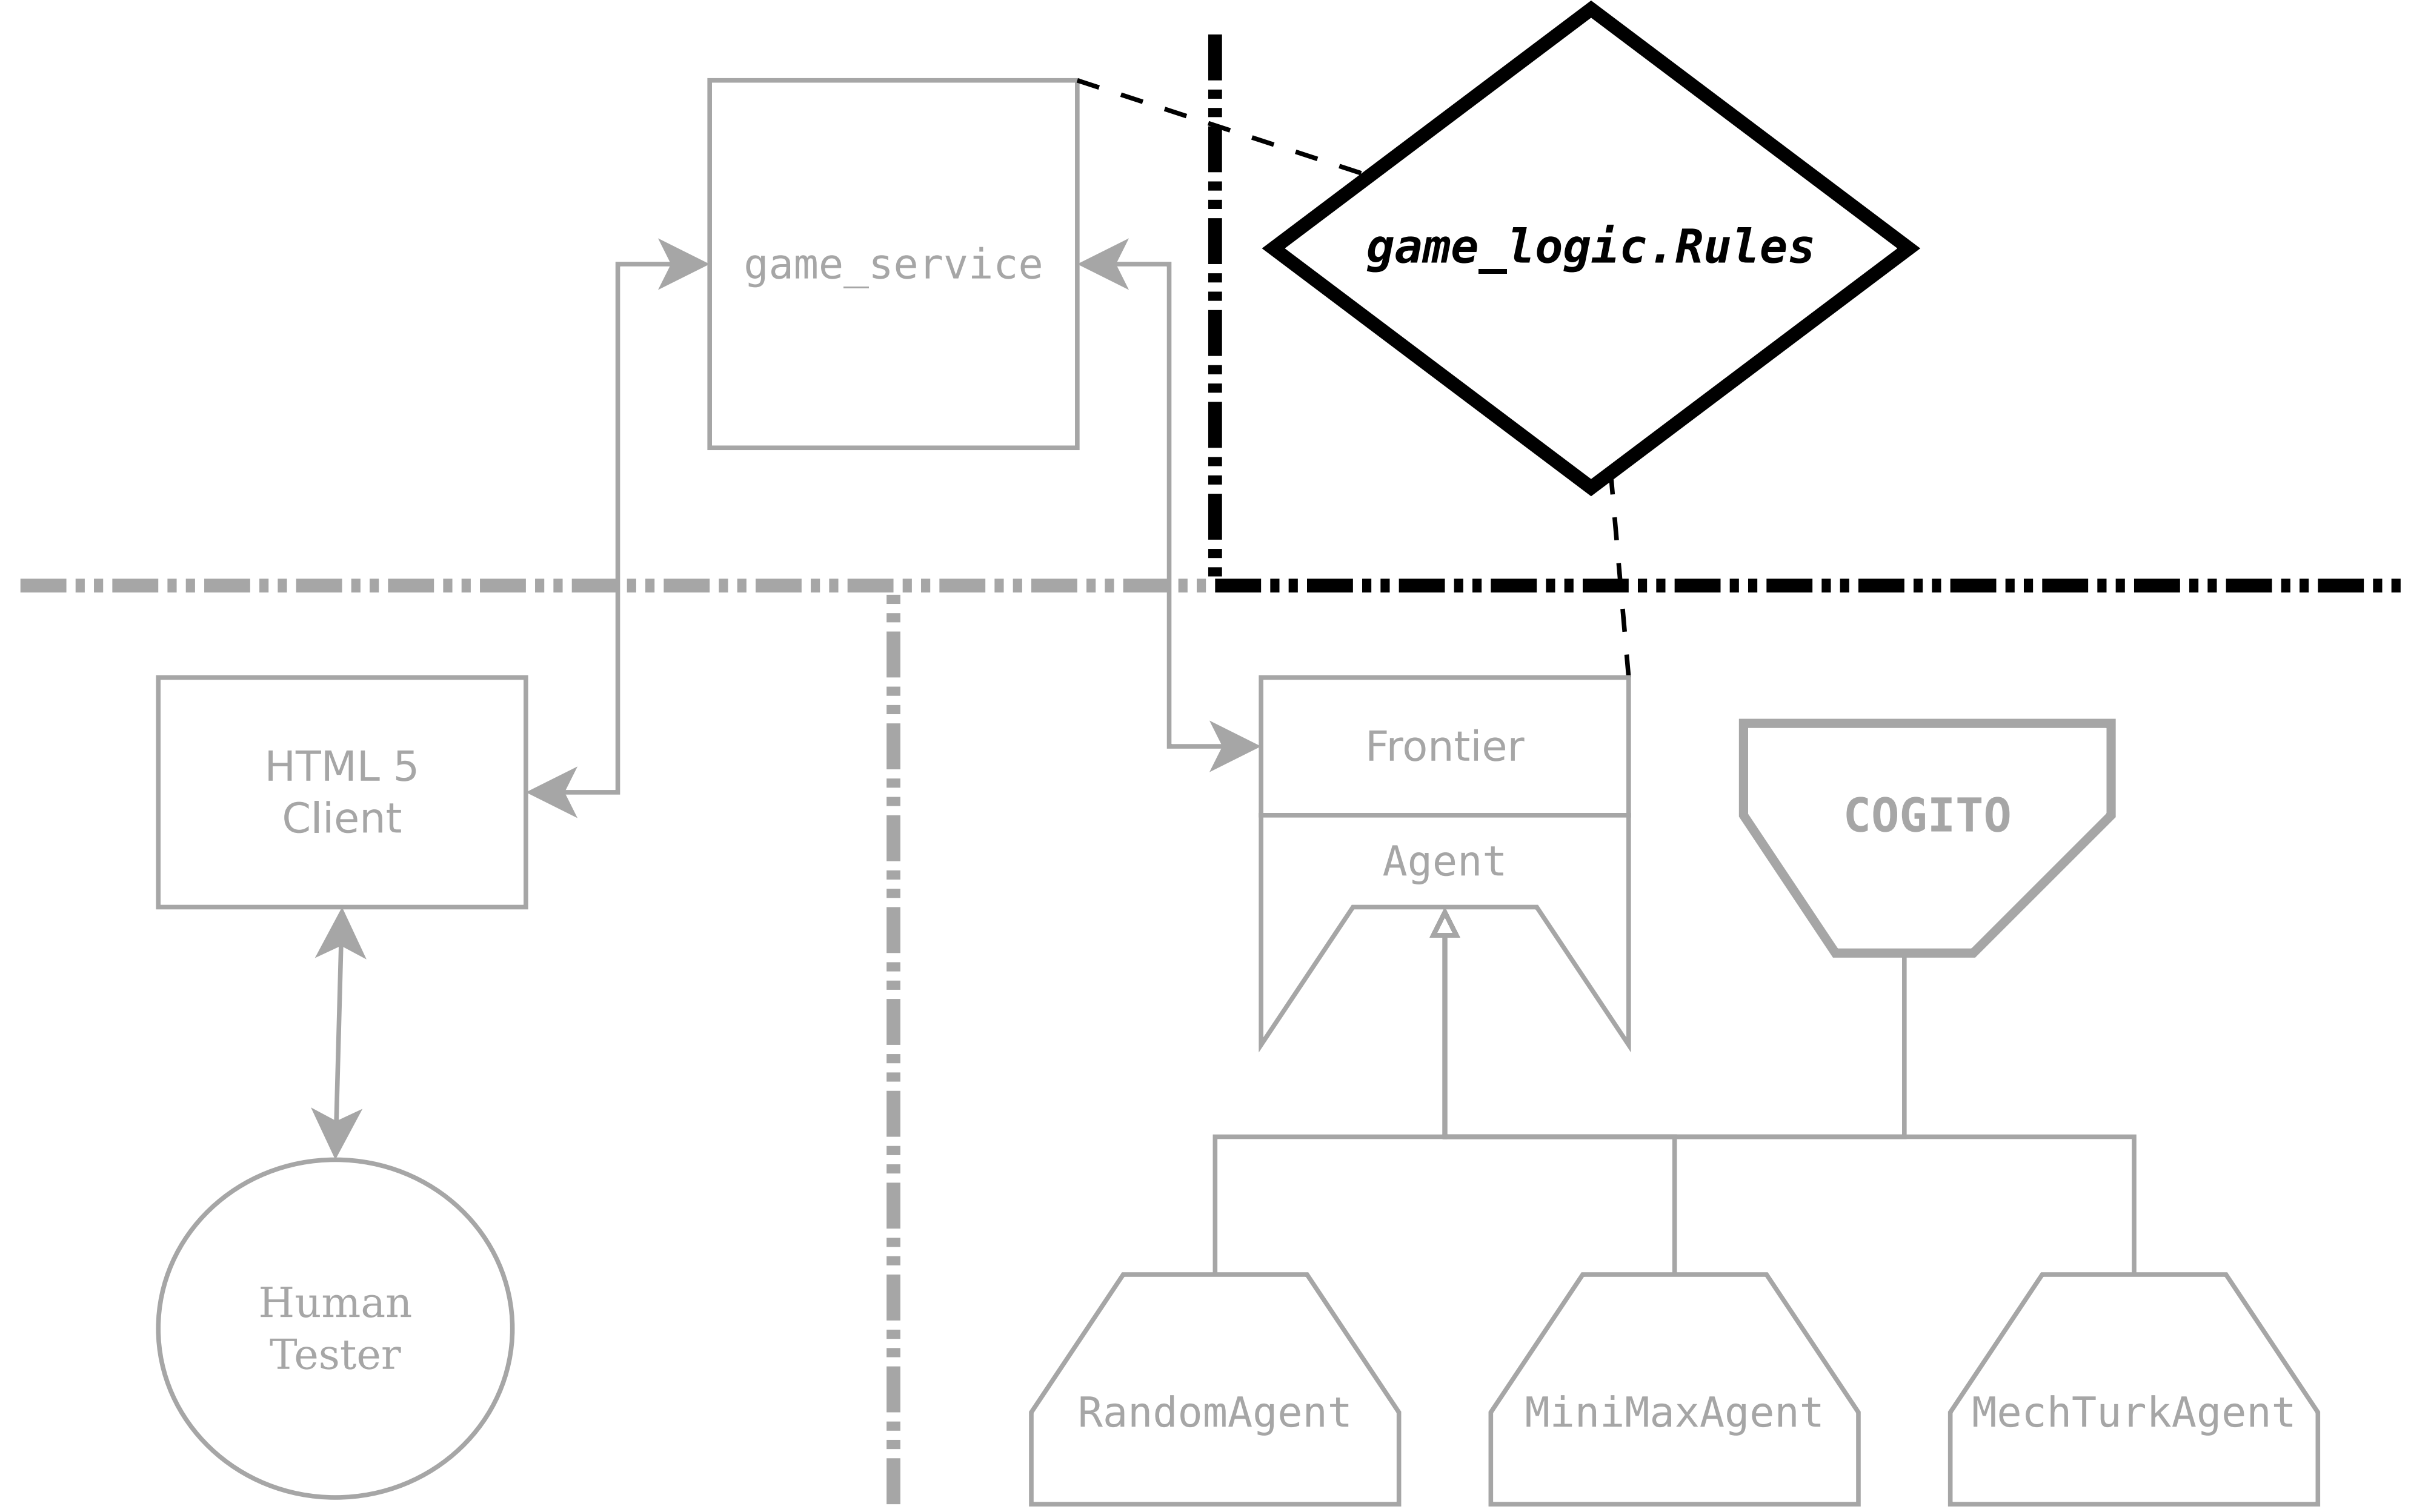 game_service
game_logic.Rules
HTML 5
Client
Frontier
Agent
COGITO
Human
Tester
RandomAgent
MiniMaxAgent
MechTurkAgent